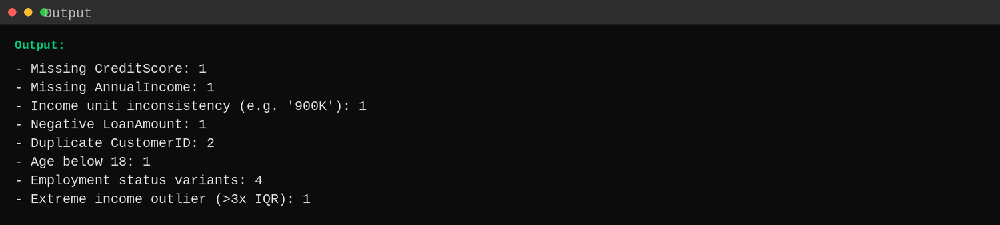 Output
Output:
- Missing CreditScore: 1
- Missing AnnualIncome: 1
- Income unit inconsistency (e.g. '900K'): 1
- Negative LoanAmount: 1
- Duplicate CustomerID: 2
- Age below 18: 1
- Employment status variants: 4
- Extreme income outlier (>3x IQR): 1